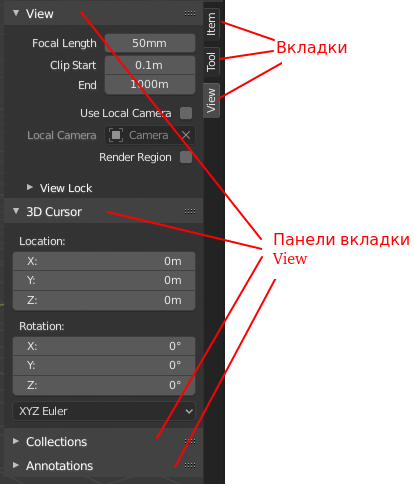 View
Focal Length 50mm
Clip Start 0.1m
End 1000m
Use Local Camera
Local Camera Camera
Render Region
View Lock
3D Cursor
Location:
X: 0m
Y: 0m
Z: 0m
Rotation:
X: 0°
Y: 0°
Z: 0°
XYZ Euler
Collections
Annotations
Item
Tool
View
Вкладки
Панели вкладки
View